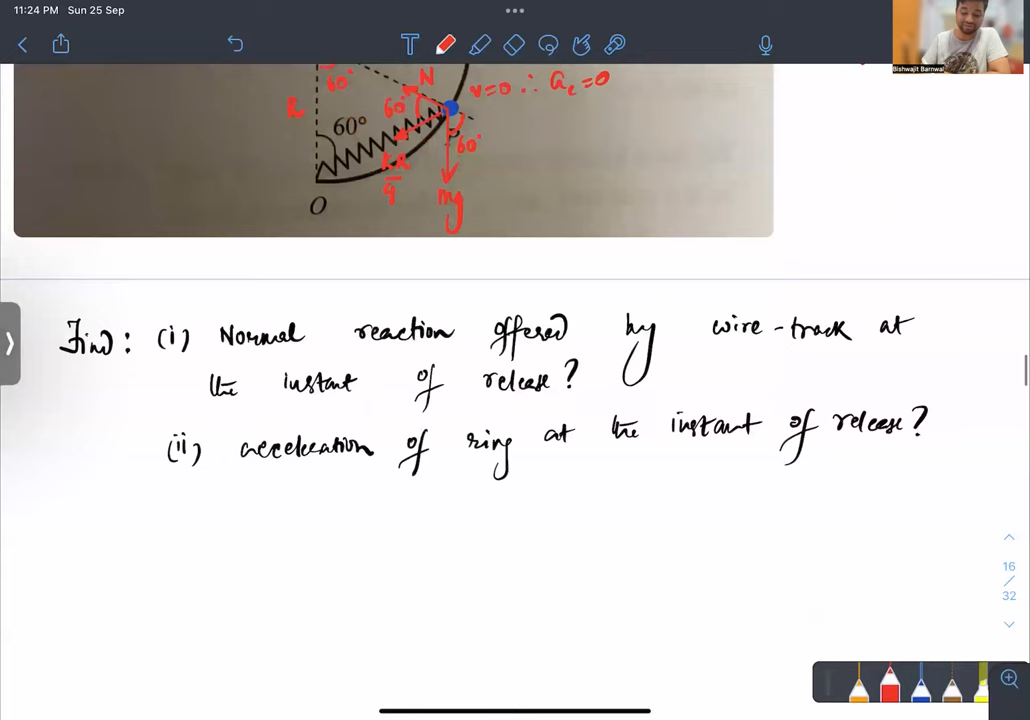 11:24 PM Sun 25 Sep
Bishwajit Barnwal
60°
N
v=0 ∴ a꜀=0
R
60°
60°
60°
kR
4
mg
O
Find: (i) Normal reaction offered by wire-track at
the instant of release?
(ii) acceleration of ring at the instant of release?
16
/
32